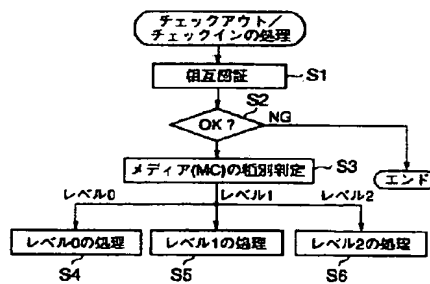 チェックアウト／
チェックインの処理
相互認証
S1
S2
OK？
NG
メディア(MC)の種別判定
S3
エンド
レベル0
レベル1
レベル2
レベル0の処理
レベル1の処理
レベル2の処理
S4
S5
S6